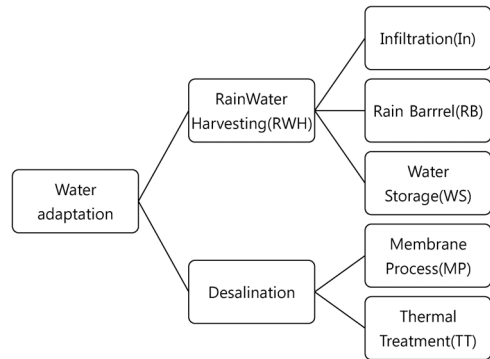 Water
adaptation
RainWater
Harvesting(RWH)
Desalination
Infiltration(In)
Rain Barrrel(RB)
Water
Storage(WS)
Membrane
Process(MP)
Thermal
Treatment(TT)